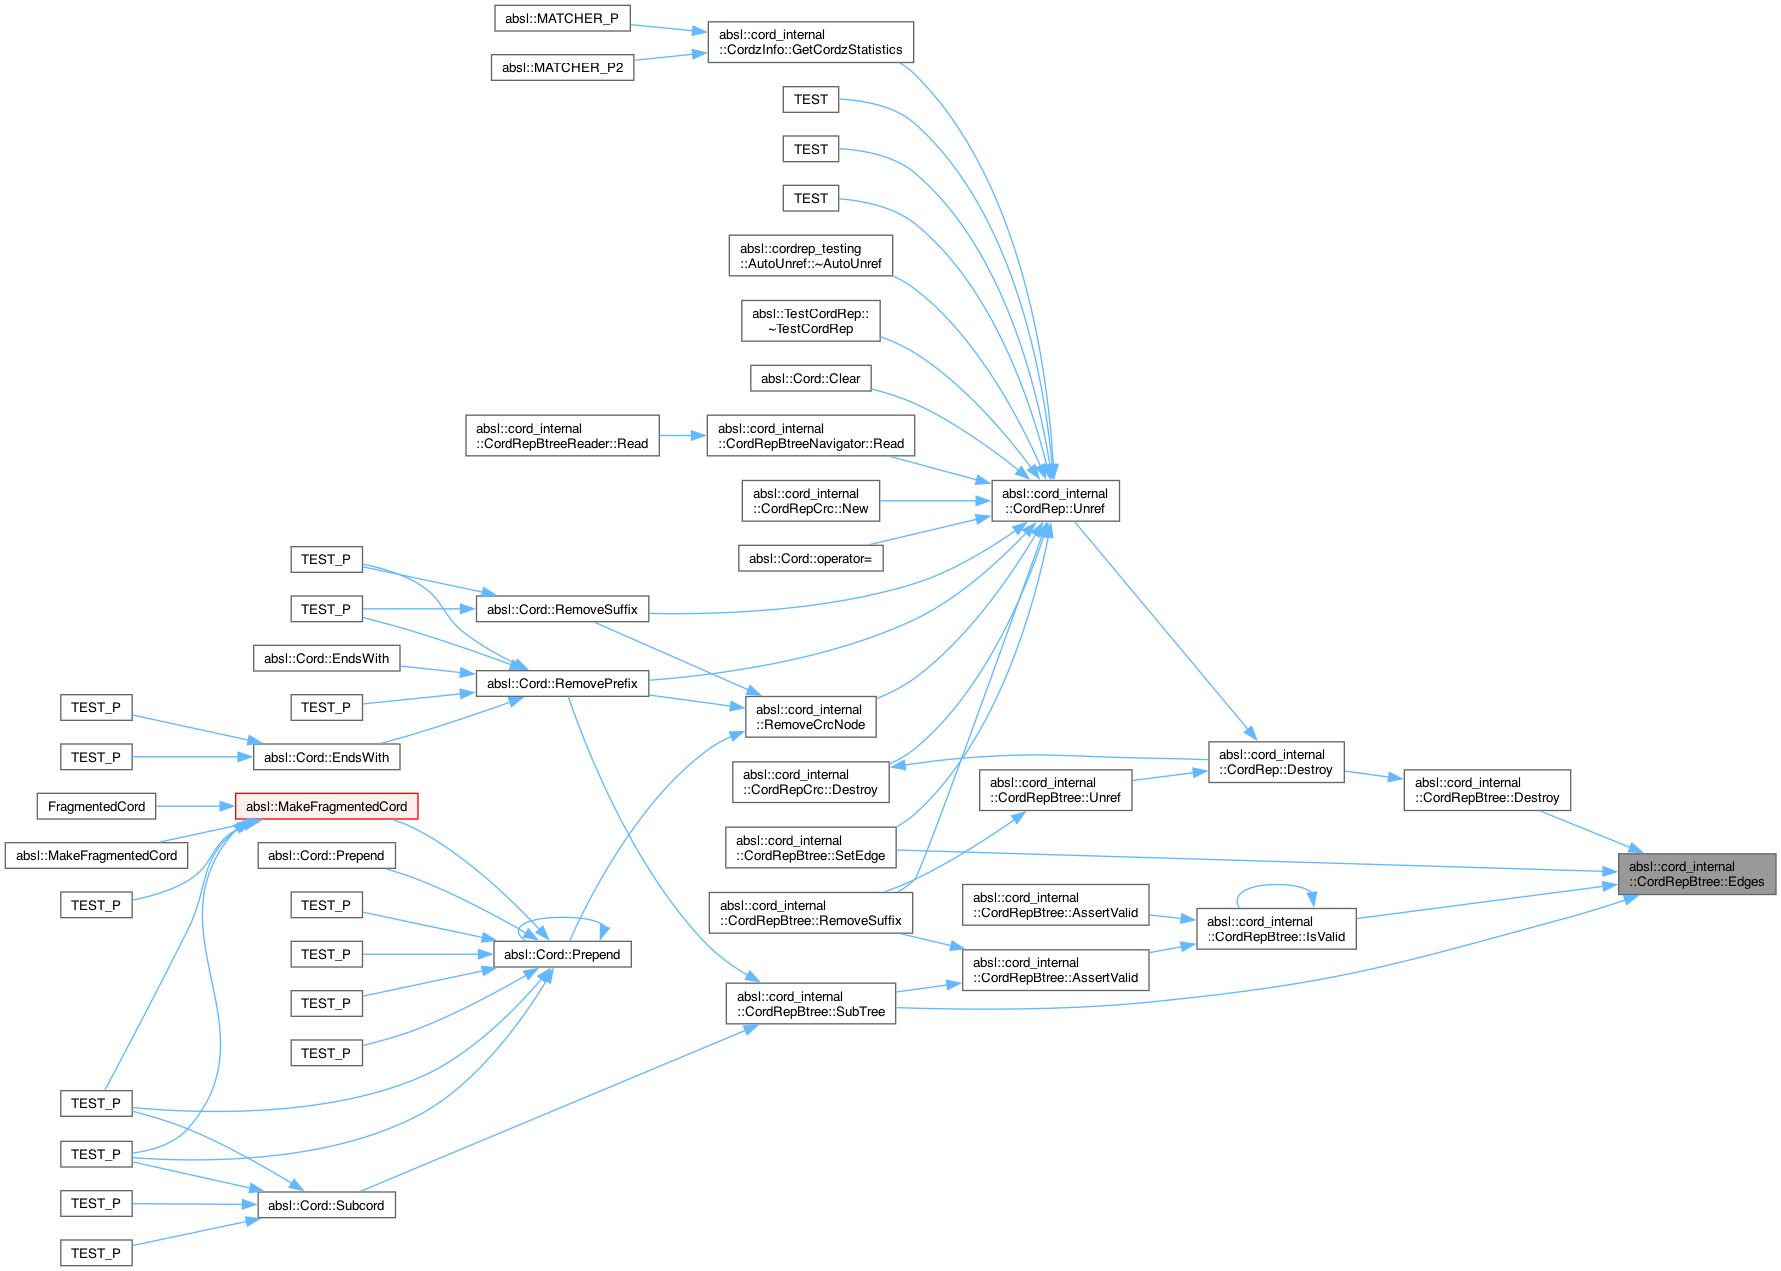 absl::MATCHER_P
absl::cord_internal
::CordzInfo::GetCordzStatistics
absl::MATCHER_P2
TEST
TEST
TEST
absl::cordrep_testing
::AutoUnref::~AutoUnref
absl::TestCordRep::
~TestCordRep
absl::Cord::Clear
absl::cord_internal
::CordRepBtreeReader::Read
absl::cord_internal
::CordRepBtreeNavigator::Read
absl::cord_internal
::CordRepCrc::New
absl::cord_internal
::CordRep::Unref
absl::Cord::operator=
TEST_P
TEST_P
absl::Cord::RemoveSuffix
absl::Cord::EndsWith
absl::Cord::RemovePrefix
TEST_P
TEST_P
absl::cord_internal
::RemoveCrcNode
TEST_P
absl::Cord::EndsWith
absl::cord_internal
::CordRepCrc::Destroy
absl::cord_internal
::CordRepBtree::Unref
absl::cord_internal
::CordRep::Destroy
absl::cord_internal
::CordRepBtree::Destroy
FragmentedCord
absl::MakeFragmentedCord
absl::MakeFragmentedCord
absl::Cord::Prepend
absl::cord_internal
::CordRepBtree::SetEdge
absl::cord_internal
::CordRepBtree::Edges
TEST_P
TEST_P
absl::cord_internal
::CordRepBtree::RemoveSuffix
absl::cord_internal
::CordRepBtree::AssertValid
absl::cord_internal
::CordRepBtree::IsValid
TEST_P
absl::Cord::Prepend
absl::cord_internal
::CordRepBtree::AssertValid
TEST_P
absl::cord_internal
::CordRepBtree::SubTree
TEST_P
TEST_P
TEST_P
TEST_P
absl::Cord::Subcord
TEST_P